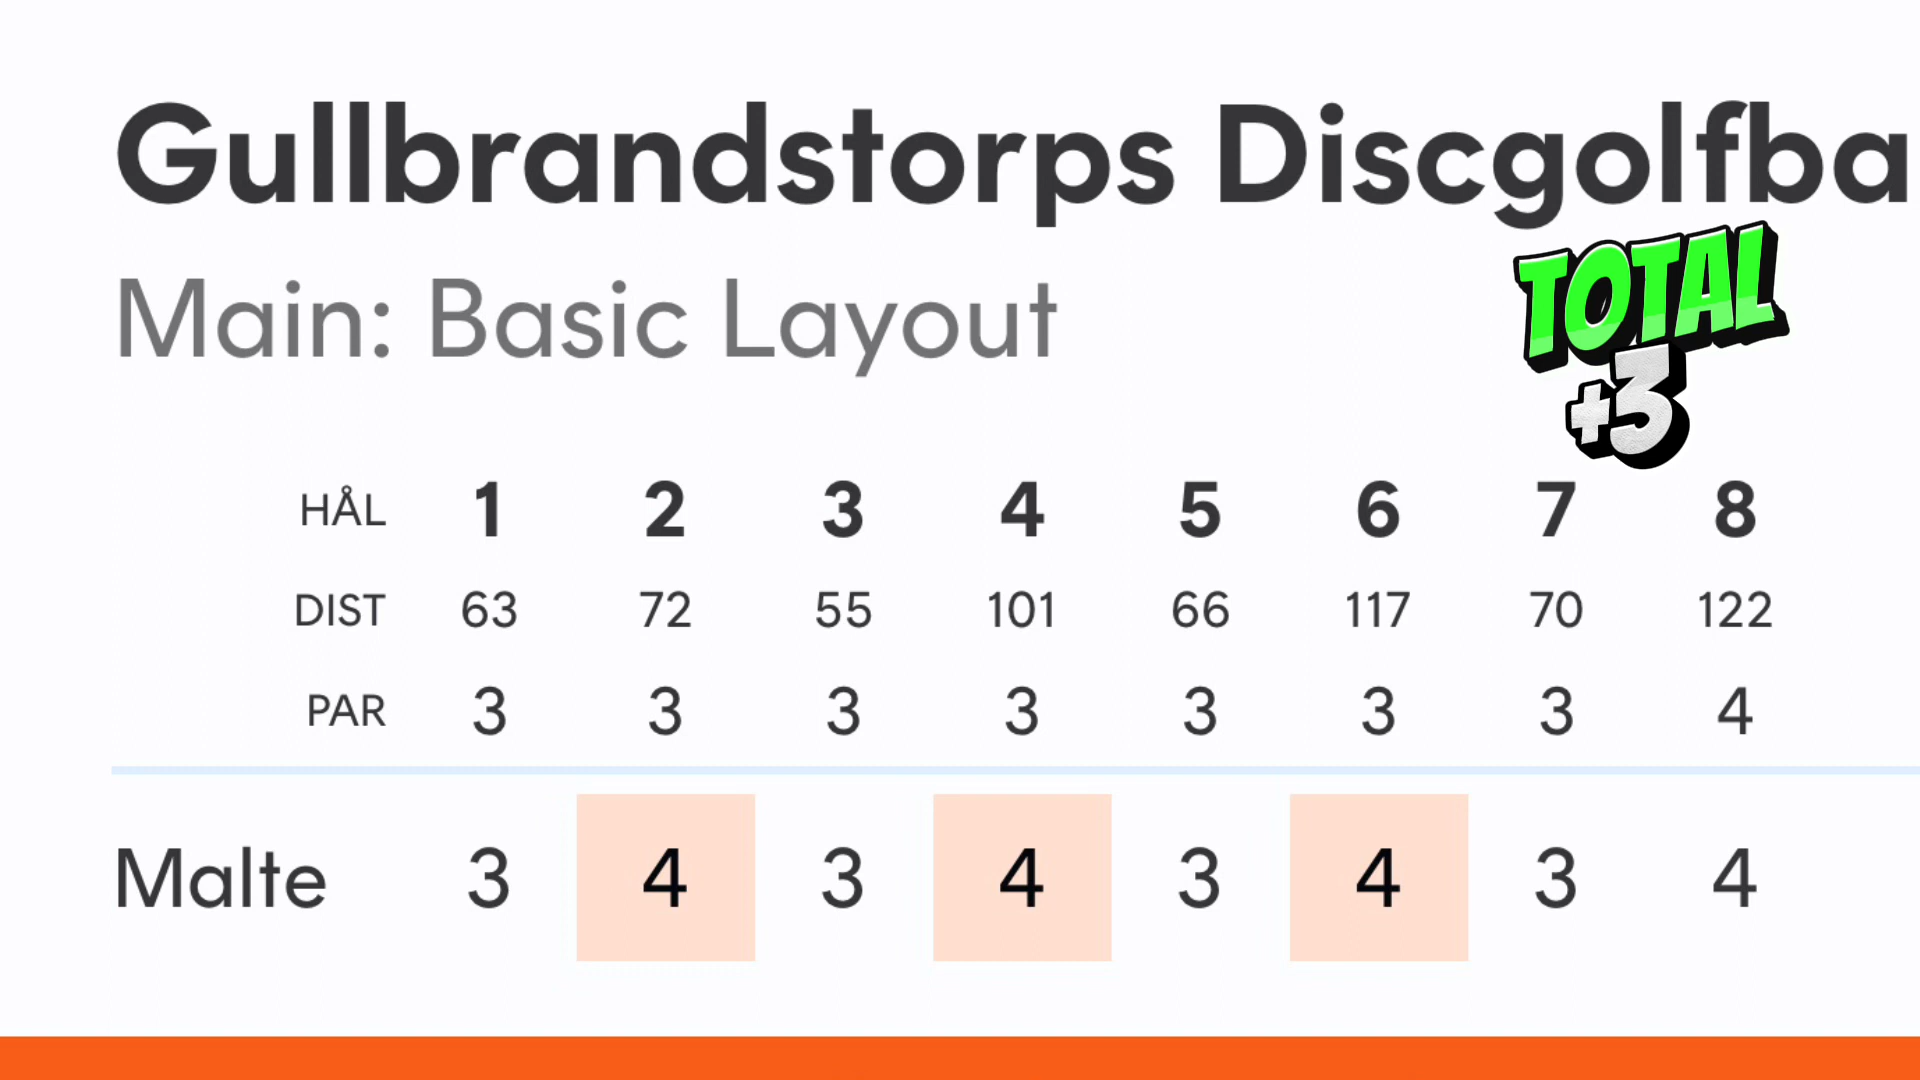 Gullbrandstorps Discgolfba
Main: Basic Layout
TOTAL
+3
HÅL 1 2 3 4 5 6 7 8
DIST 63 72 55 101 66 117 70 122
PAR 3 3 3 3 3 3 3 4
Malte 3 4 3 4 3 4 3 4